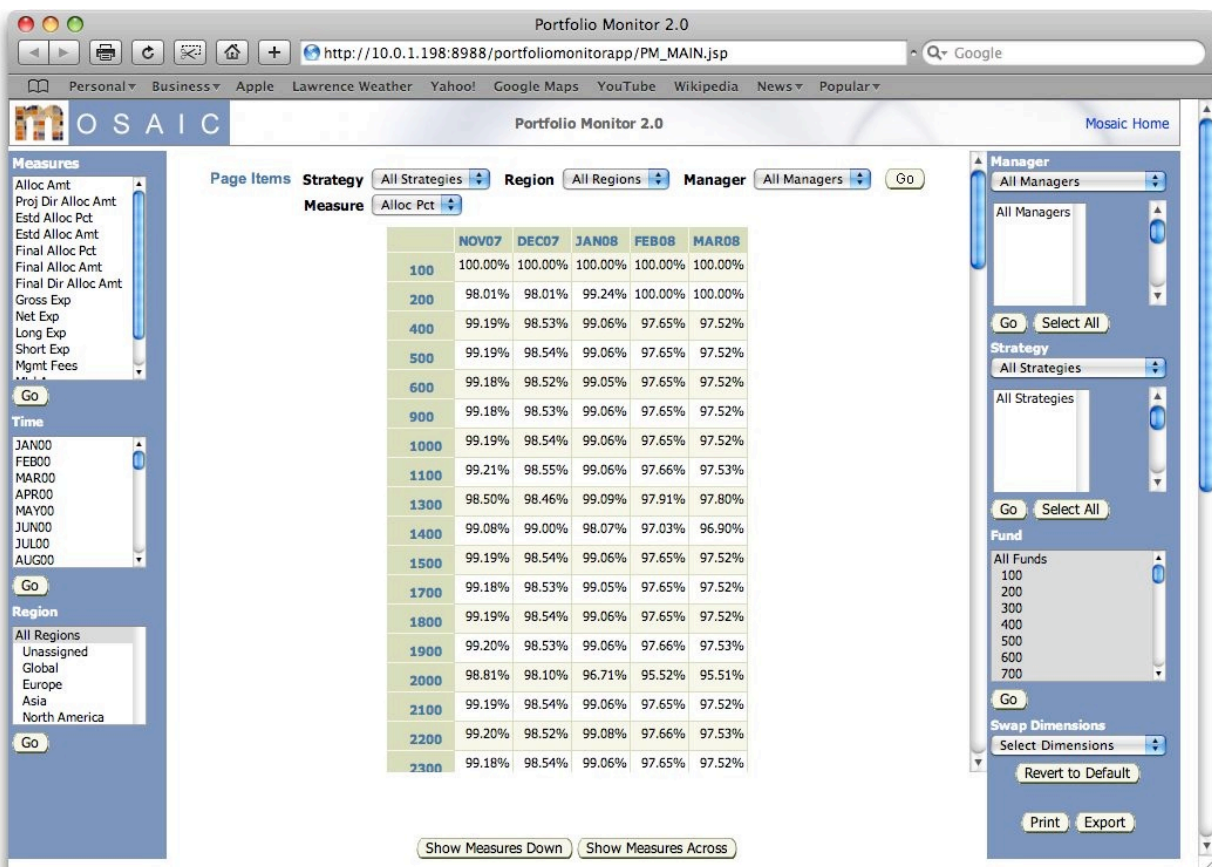 Portfolio Monitor 2.0
http://10.0.1.198:8988/portfoliomonitorapp/PM_MAIN.jsp
Google
Personal Business Apple Lawrence Weather Yahoo! Google Maps YouTube Wikipedia News Popular
mOSAIC
Portfolio Monitor 2.0
Mosaic Home
Measures
Alloc Amt
Proj Dir Alloc Amt
Estd Alloc Pct
Estd Alloc Amt
Final Alloc Pct
Final Alloc Amt
Final Dir Alloc Amt
Gross Exp
Net Exp
Long Exp
Short Exp
Mgmt Fees
Go
Time
JAN00
FEB00
MAR00
APR00
MAY00
JUN00
JUL00
AUG00
Go
Region
All Regions
Unassigned
Global
Europe
Asia
North America
Go
Page Items Strategy All Strategies Region All Regions Manager All Managers Go
Measure Alloc Pct
NOV07 DEC07 JAN08 FEB08 MAR08
100 100.00% 100.00% 100.00% 100.00% 100.00%
200 98.01% 98.01% 99.24% 100.00% 100.00%
400 99.19% 98.53% 99.06% 97.65% 97.52%
500 99.19% 98.54% 99.06% 97.65% 97.52%
600 99.18% 98.52% 99.05% 97.65% 97.52%
900 99.18% 98.53% 99.06% 97.65% 97.52%
1000 99.19% 98.54% 99.06% 97.65% 97.52%
1100 99.21% 98.55% 99.06% 97.66% 97.53%
1300 98.50% 98.46% 99.09% 97.91% 97.80%
1400 99.08% 99.00% 98.07% 97.03% 96.90%
1500 99.19% 98.54% 99.06% 97.65% 97.52%
1700 99.18% 98.53% 99.05% 97.65% 97.52%
1800 99.19% 98.54% 99.06% 97.65% 97.52%
1900 99.20% 98.53% 99.06% 97.66% 97.53%
2000 98.81% 98.10% 96.71% 95.52% 95.51%
2100 99.19% 98.54% 99.06% 97.65% 97.52%
2200 99.20% 98.52% 99.08% 97.66% 97.53%
2300 99.18% 98.54% 99.06% 97.65% 97.52%
Show Measures Down Show Measures Across
Manager
All Managers
All Managers
Go Select All
Strategy
All Strategies
All Strategies
Go Select All
Fund
All Funds
100
200
300
400
500
600
700
Go
Swap Dimensions
Select Dimensions
Revert to Default
Print Export